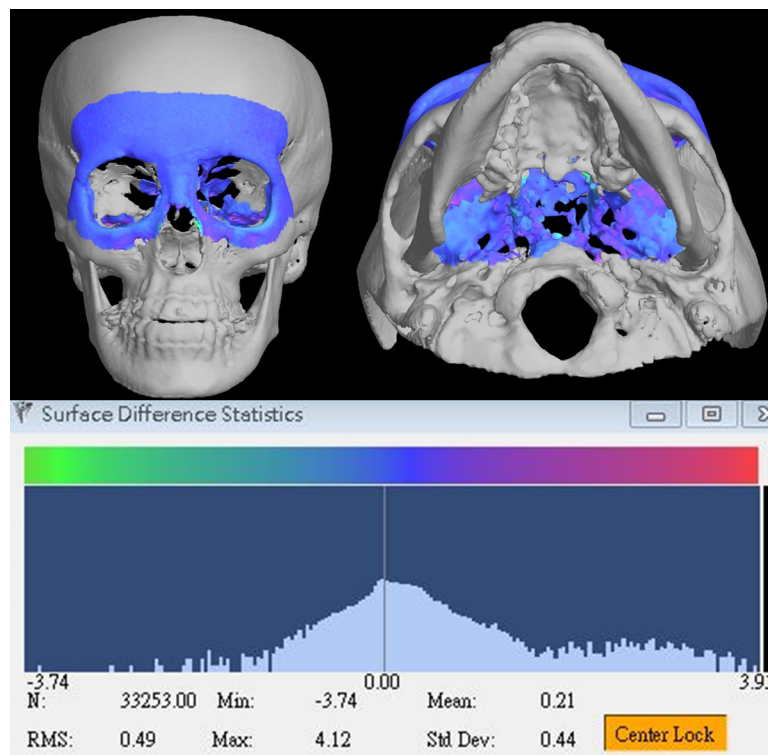 Surface Difference Statistics
-3.74 0.00
N: 33253.00 Min: -3.74 Mean: 0.21
RMS: 0.49 Max: 4.12 Std Dev: 0.44 Center Lock